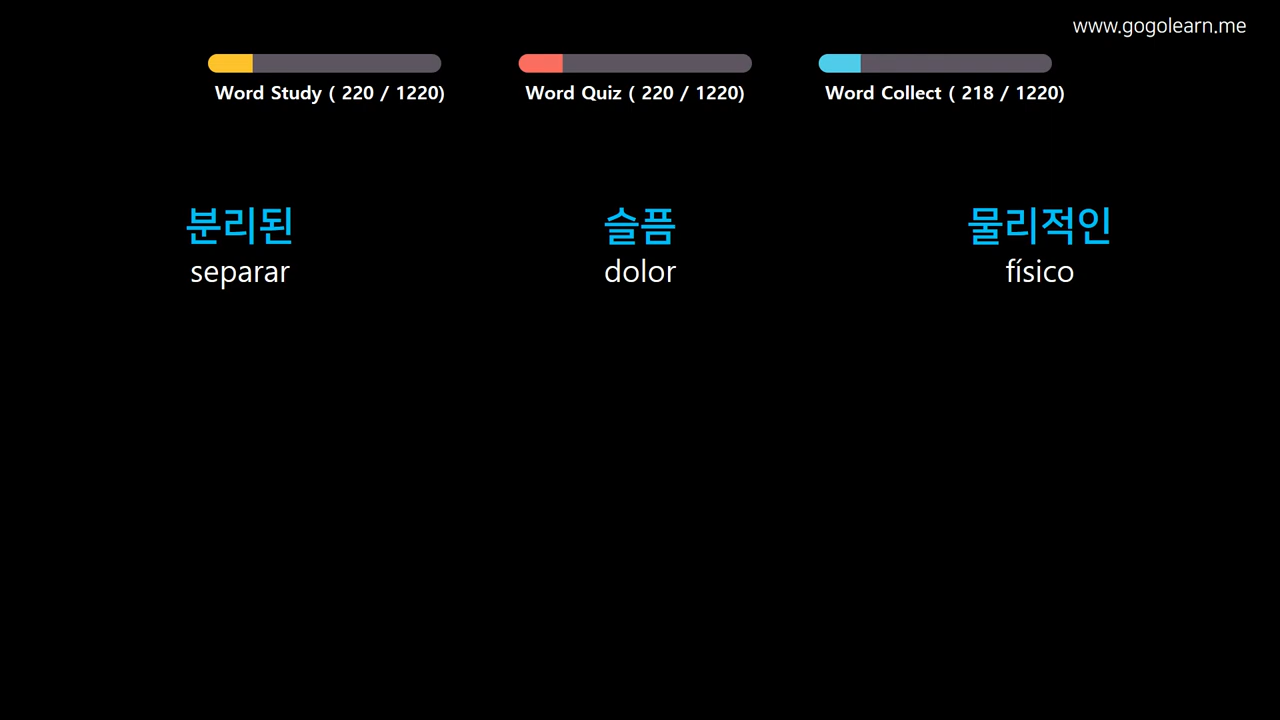 www.gogolearn.me
Word Study ( 220 / 1220)
Word Quiz ( 220 / 1220)
Word Collect ( 218 / 1220)
분리된
separar
슬픔
dolor
물리적인
físico